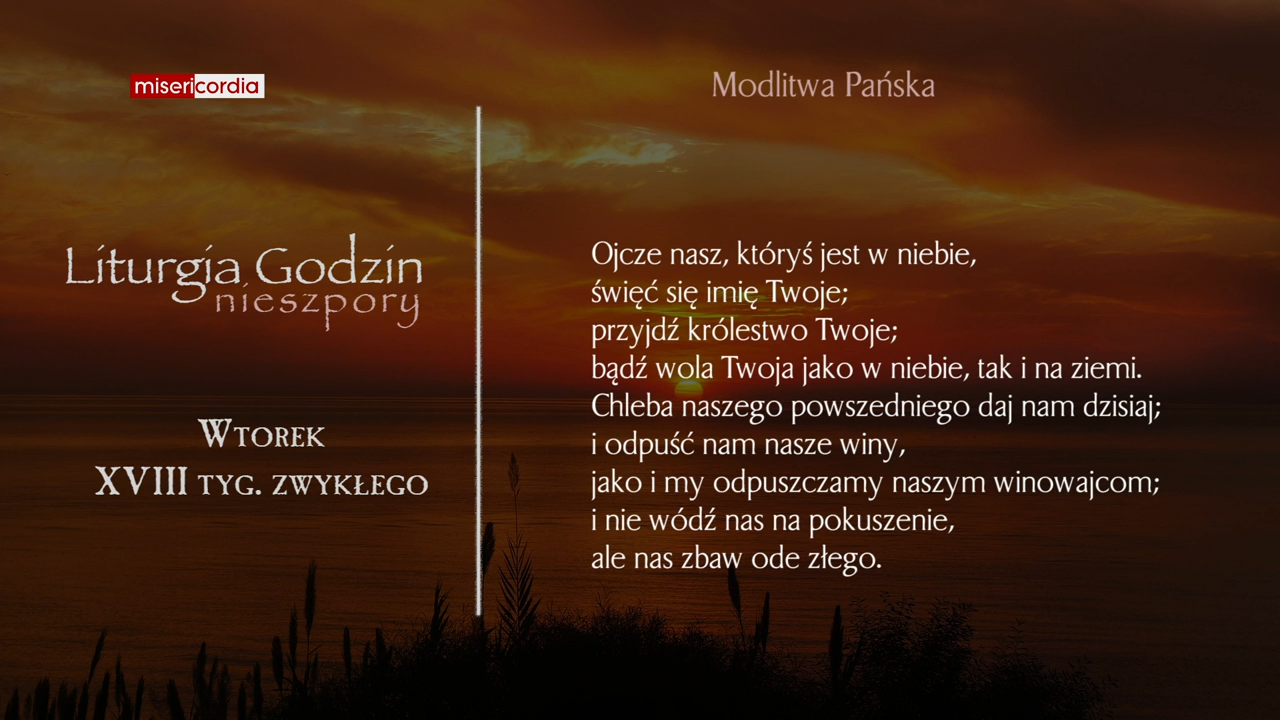 misericordia
Liturgia Godzin
nieszpory
Wtorek
XVIII tyg. zwykłego
Modlitwa Pańska
Ojcze nasz, któryś jest w niebie,
święć się imię Twoje;
przyjdź królestwo Twoje;
bądź wola Twoja jako w niebie, tak i na ziemi.
Chleba naszego powszedniego daj nam dzisiaj;
i odpuść nam nasze winy,
jako i my odpuszczamy naszym winowajcom;
i nie wódź nas na pokuszenie,
ale nas zbaw ode złego.